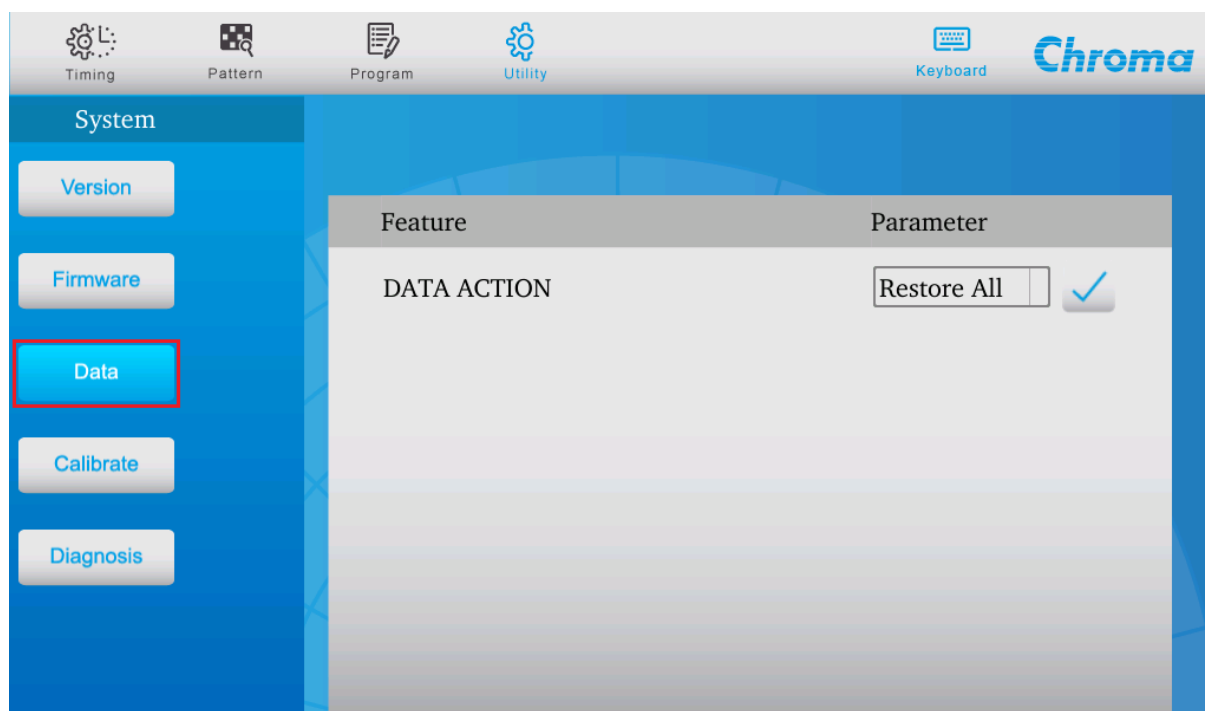 Timing Pattern Program Utility Keyboard Chroma
System
Version
Feature Parameter
Firmware
DATA ACTION Restore All
Data
Calibrate
Diagnosis